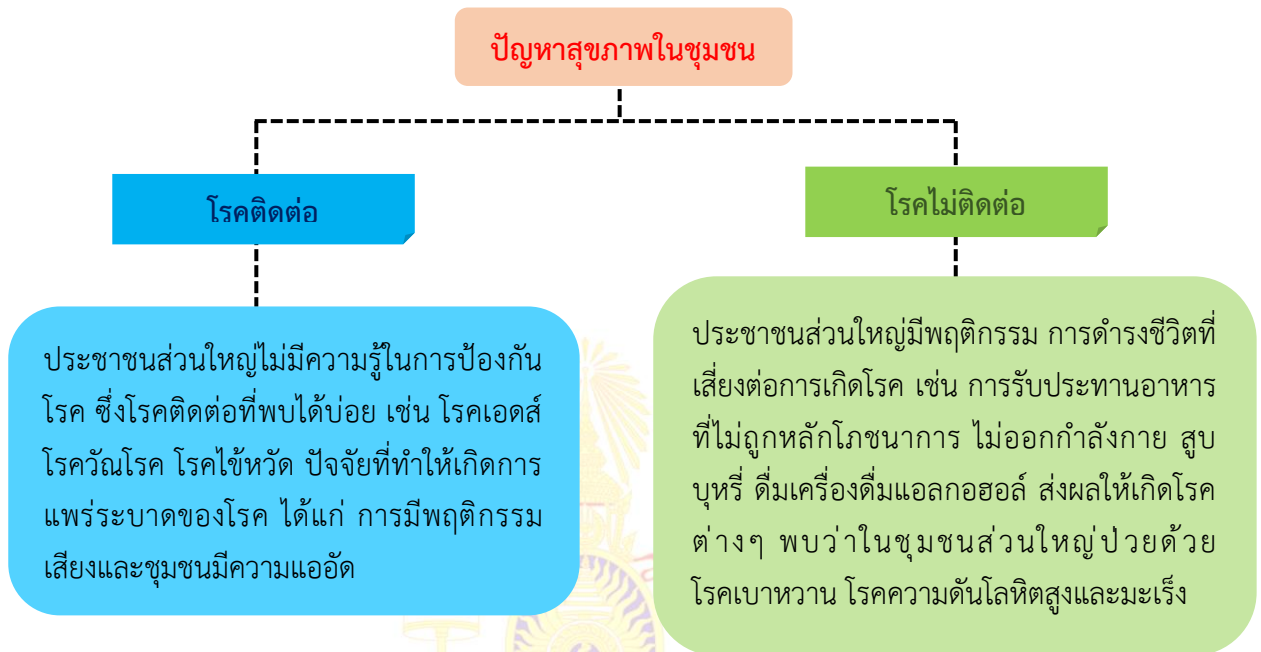 ปัญหาสุขภาพในชุมชน
โรคติดต่อ
โรคไม่ติดต่อ
ประชาชนส่วนใหญ่ไม่มีความรู้ในการป้องกัน
โรค ซึ่งโรคติดต่อที่พบได้บ่อย เช่น โรคเอดส์
โรควัณโรค โรคไข้หวัด ปัจจัยที่ทำให้เกิดการ
แพร่ระบาดของโรค ได้แก่ การมีพฤติกรรม
เสียงและชุมชนมีความแออัด
ประชาชนส่วนใหญ่มีพฤติกรรม การดำรงชีวิตที่
เสี่ยงต่อการเกิดโรค เช่น การรับประทานอาหาร
ที่ไม่ถูกหลักโภชนาการ ไม่ออกกำลังกาย สูบ
บุหรี่ ดื่มเครื่องดื่มแอลกอฮอล์ ส่งผลให้เกิดโรค
ต่างๆ พบว่าในชุมชนส่วนใหญ่ป่วยด้วย
โรคเบาหวาน โรคความดันโลหิตสูงและมะเร็ง